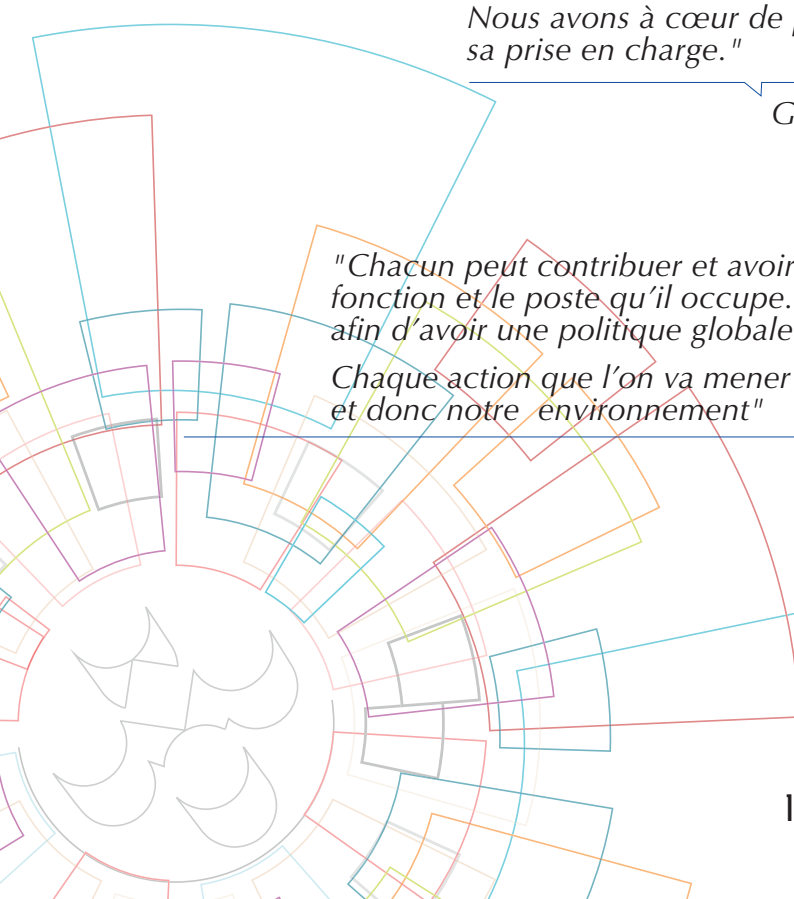 Nous avons à cœur de
sa prise en charge."
G
"Chacun peut contribuer et avoir
fonction et le poste qu'il occupe.
afin d'avoir une politique globale
Chaque action que l'on va mener
et donc notre environnement"